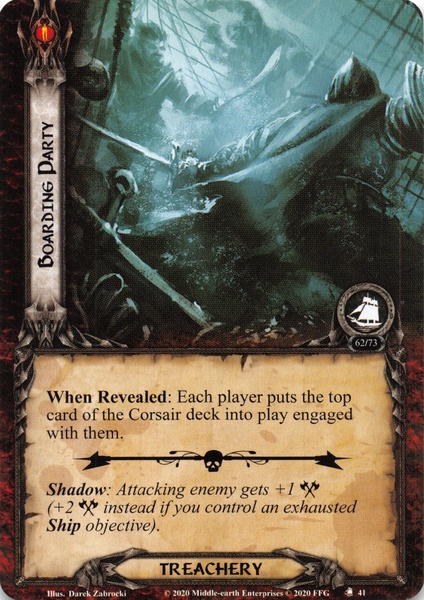 BOARDING PARTY
62/73
When Revealed: Each player puts the top
card of the Corsair deck into play engaged
with them.
Shadow: Attacking enemy gets +1
(+2 instead if you control an exhausted
Ship objective).
TREACHERY
Illus. Darek Zabrocki © 2020 Middle-earth Enterprises © 2020 FFG 41